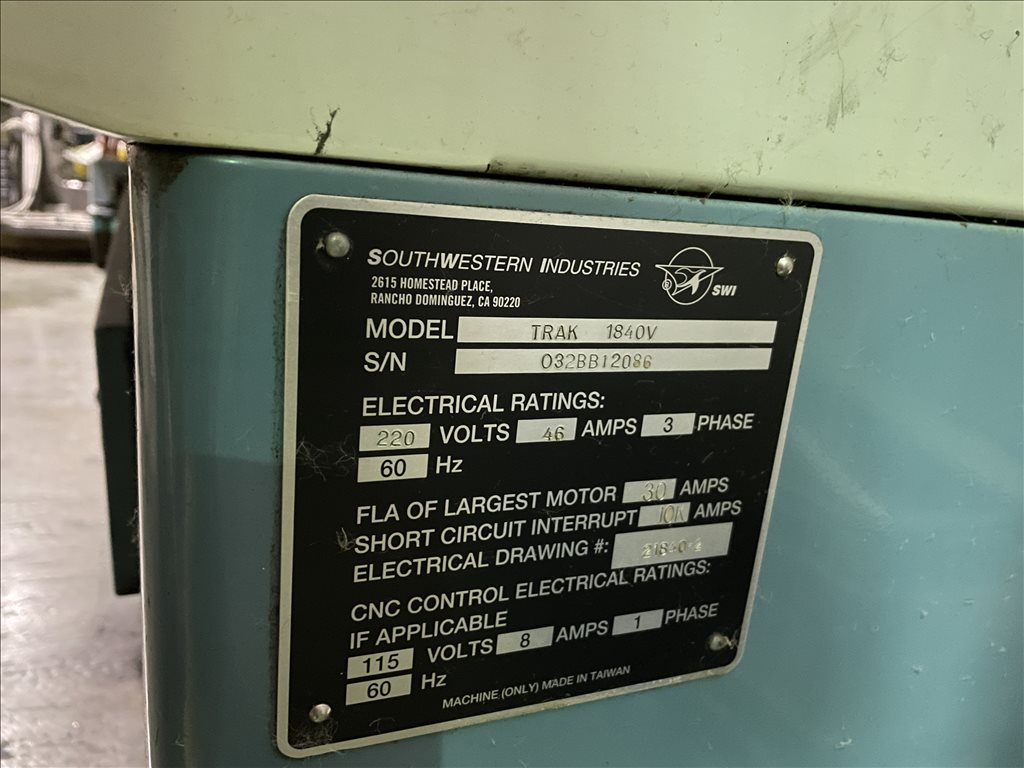 SOUTHWESTERN INDUSTRIES
SWI
2615 HOMESTEAD PLACE,
RANCHO DOMINGUEZ, CA 90220
MODEL TRAK 1840V
S/N 032BB12086
ELECTRICAL RATINGS:
220 VOLTS 46 AMPS 3 PHASE
60 Hz
FLA OF LARGEST MOTOR 30 AMPS
SHORT CIRCUIT INTERRUPT 10K AMPS
ELECTRICAL DRAWING #:
CNC CONTROL ELECTRICAL RATINGS:
IF APPLICABLE
115 VOLTS 8 AMPS 1 PHASE
60 Hz
MACHINE (ONLY) MADE IN TAIWAN